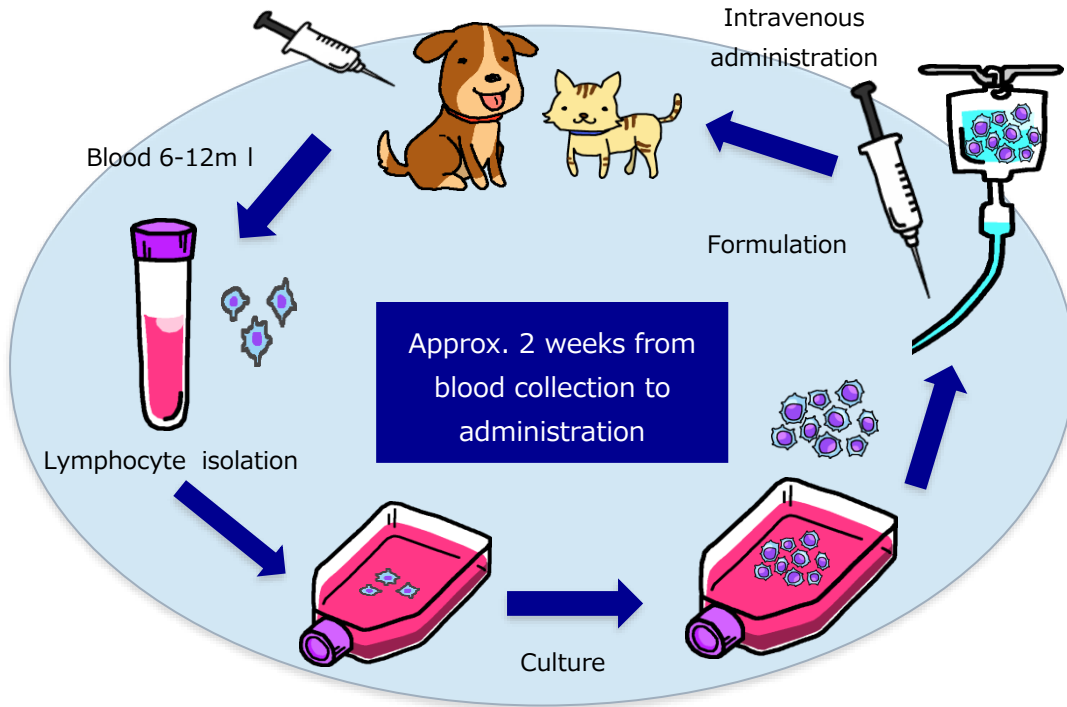 Intravenous
administration
Blood 6-12m l
Formulation
Approx. 2 weeks from
blood collection to
administration
Lymphocyte isolation
Culture